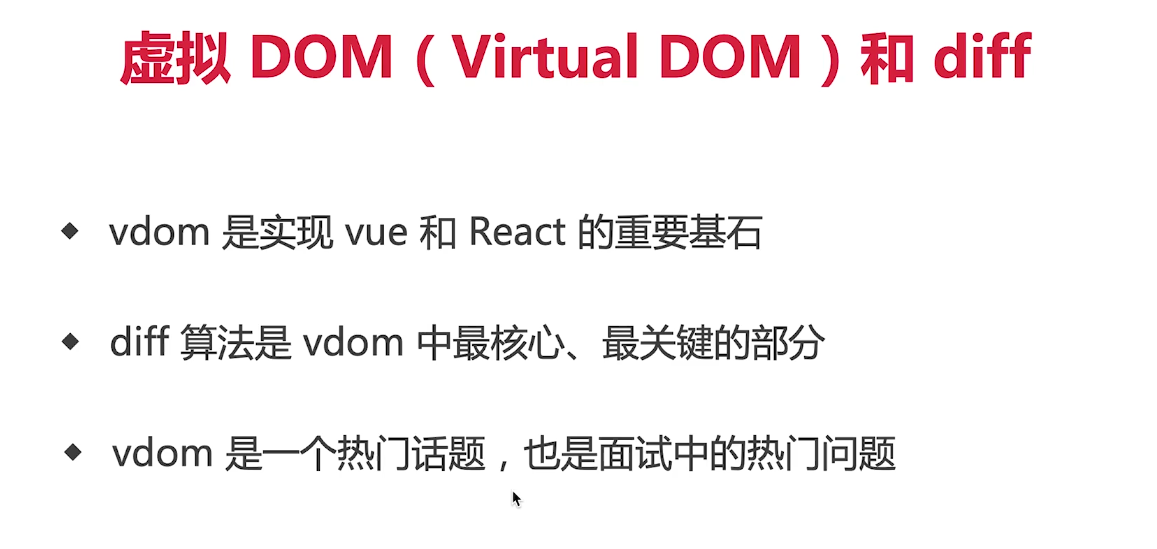 虚拟 DOM（Virtual DOM）和 diff
◆ vdom 是实现 vue 和 React 的重要基石
◆ diff 算法是 vdom 中最核心、最关键的部分
◆ vdom 是一个热门话题，也是面试中的热门问题